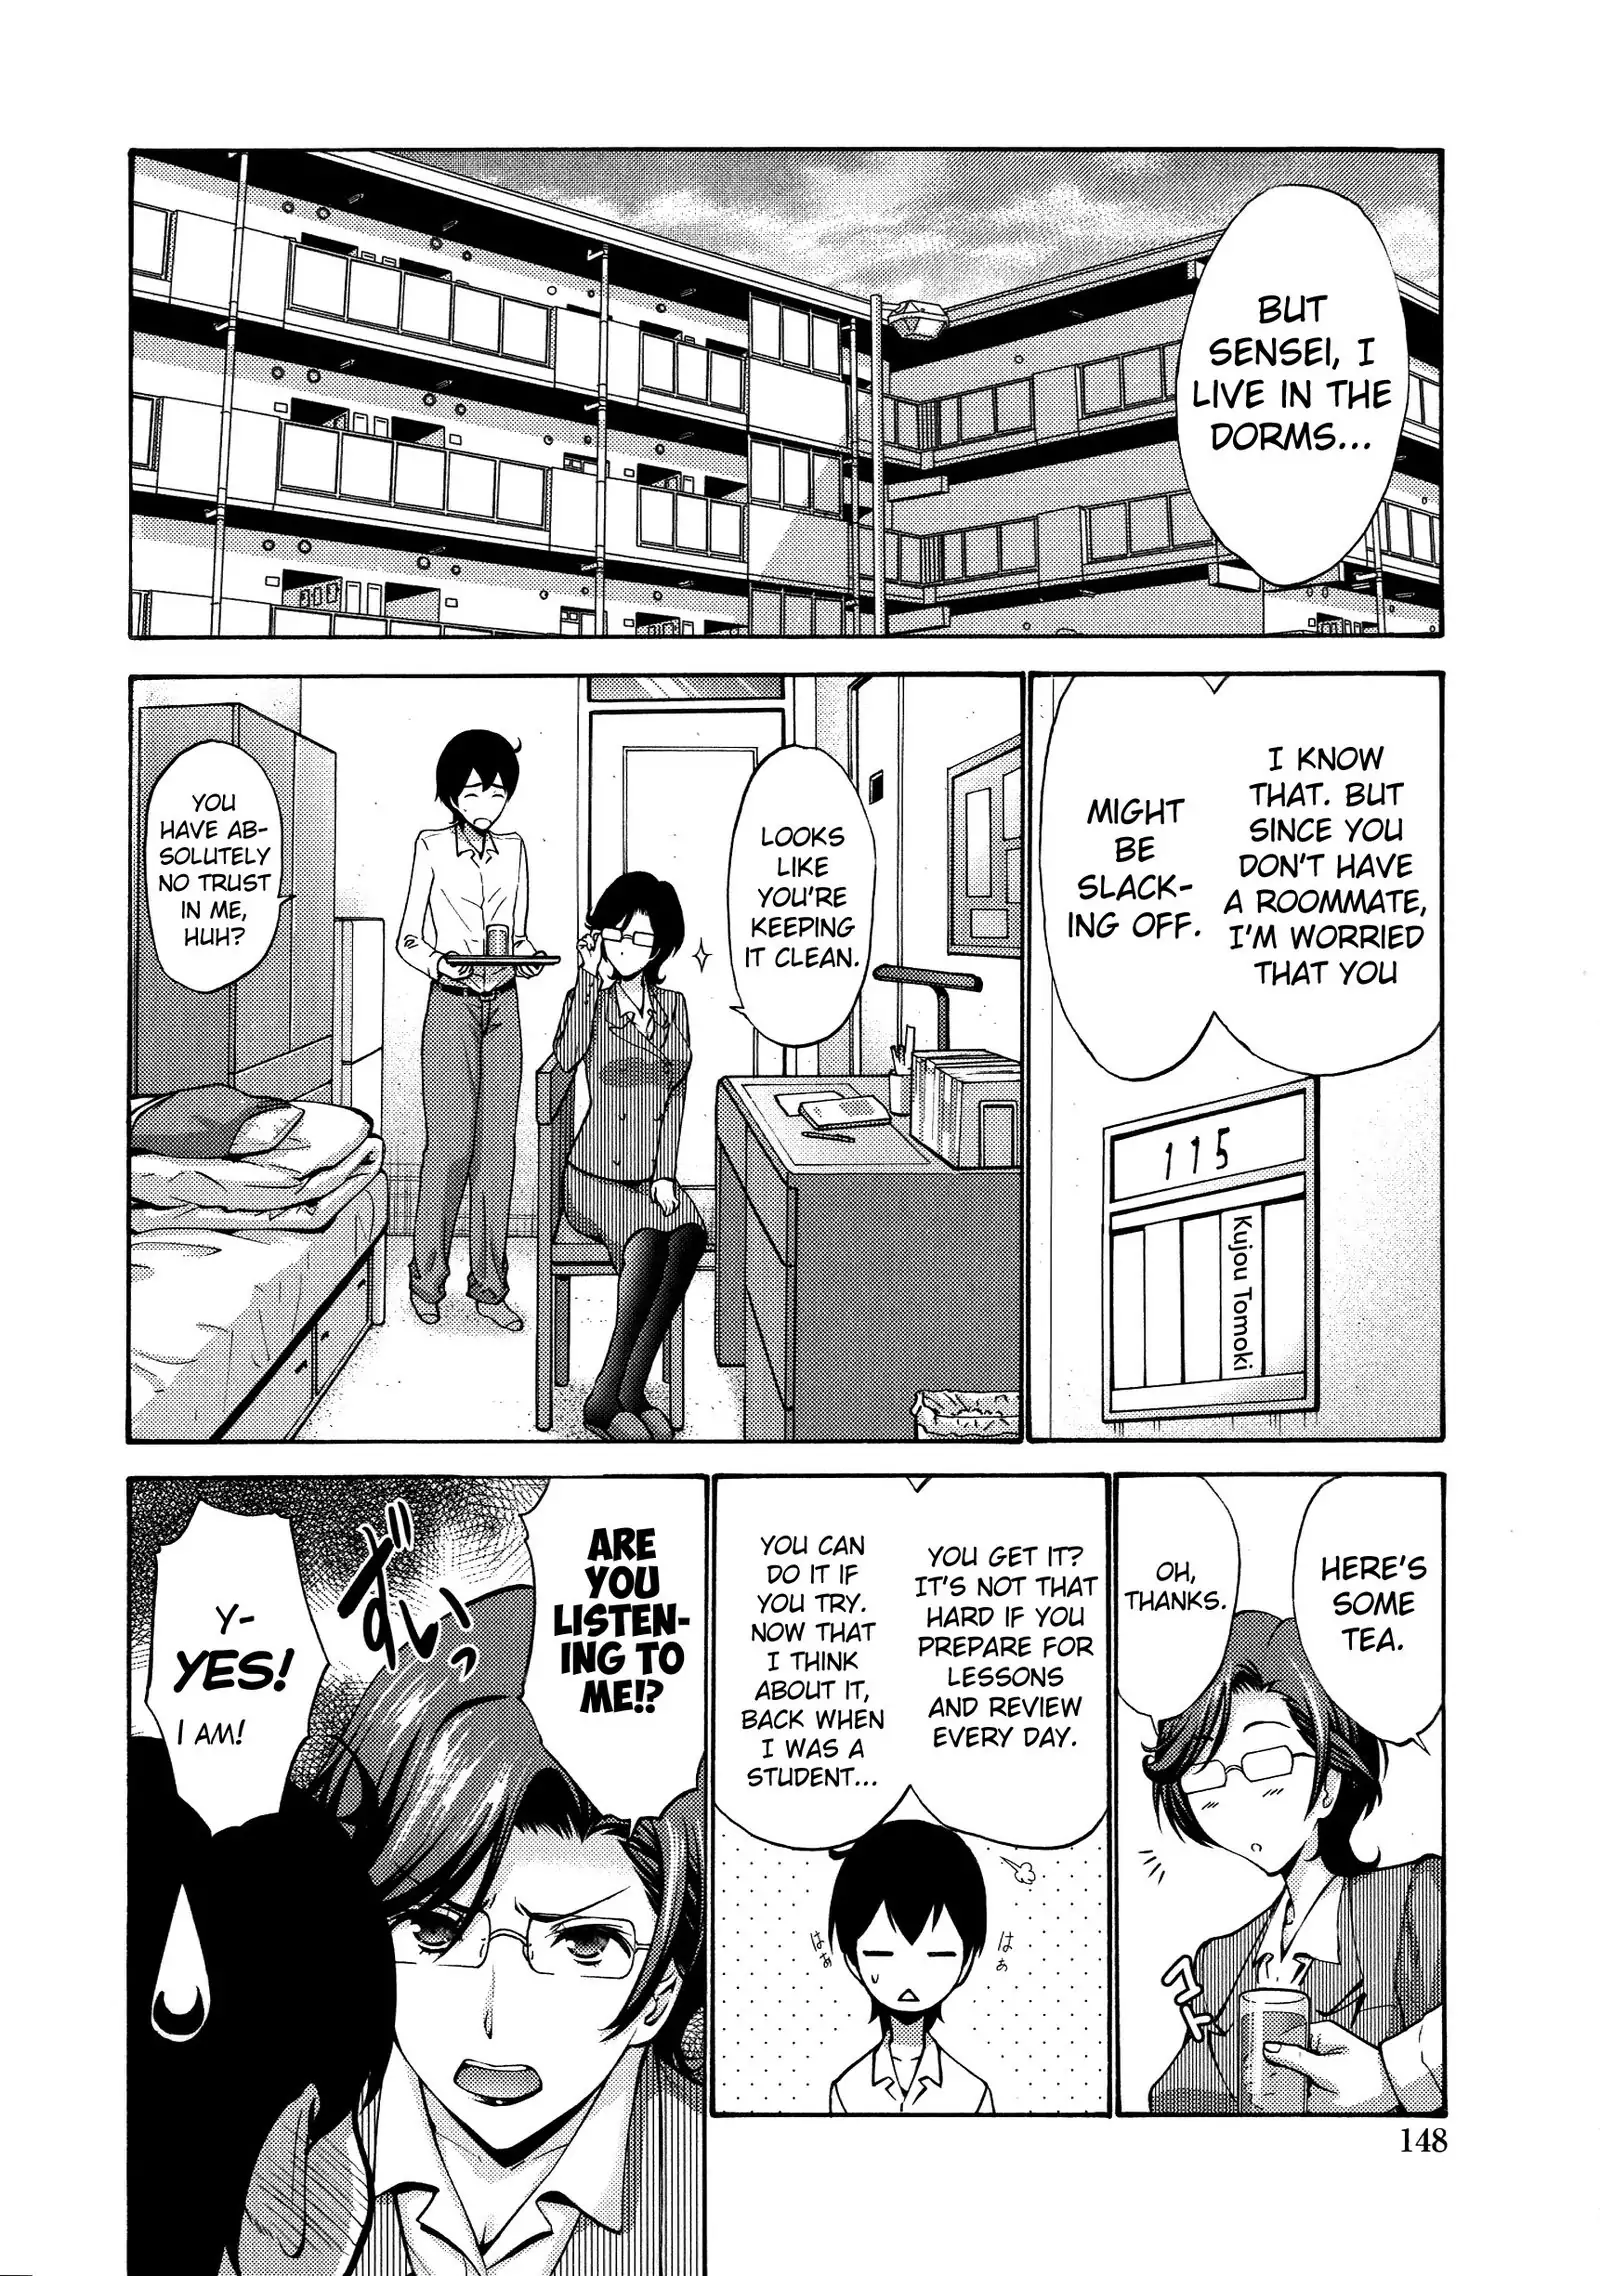 BUT
SENSEI, I
LIVE IN THE
DORMS...
I KNOW
THAT. BUT
SINCE YOU
DON'T HAVE
A ROOMMATE,
I'M WORRIED
THAT YOU
MIGHT
BE
SLACK-
ING OFF.
115
Kujou Tomoki
LOOKS
LIKE
YOU'RE
KEEPING
IT CLEAN.
YOU
HAVE AB-
SOLUTELY
NO TRUST
IN ME,
HUH?
HERE'S
SOME
TEA.
OH,
THANKS.
コト
YOU GET IT?
IT'S NOT THAT
HARD IF YOU
PREPARE FOR
LESSONS
AND REVIEW
EVERY DAY.
YOU CAN
DO IT IF
YOU TRY.
NOW THAT
I THINK
ABOUT IT,
BACK WHEN
I WAS A
STUDENT...
はぁ
はぁ
ARE
YOU
LISTEN-
ING TO
ME!?
ずいっ
Y-
YES!
I AM!
148